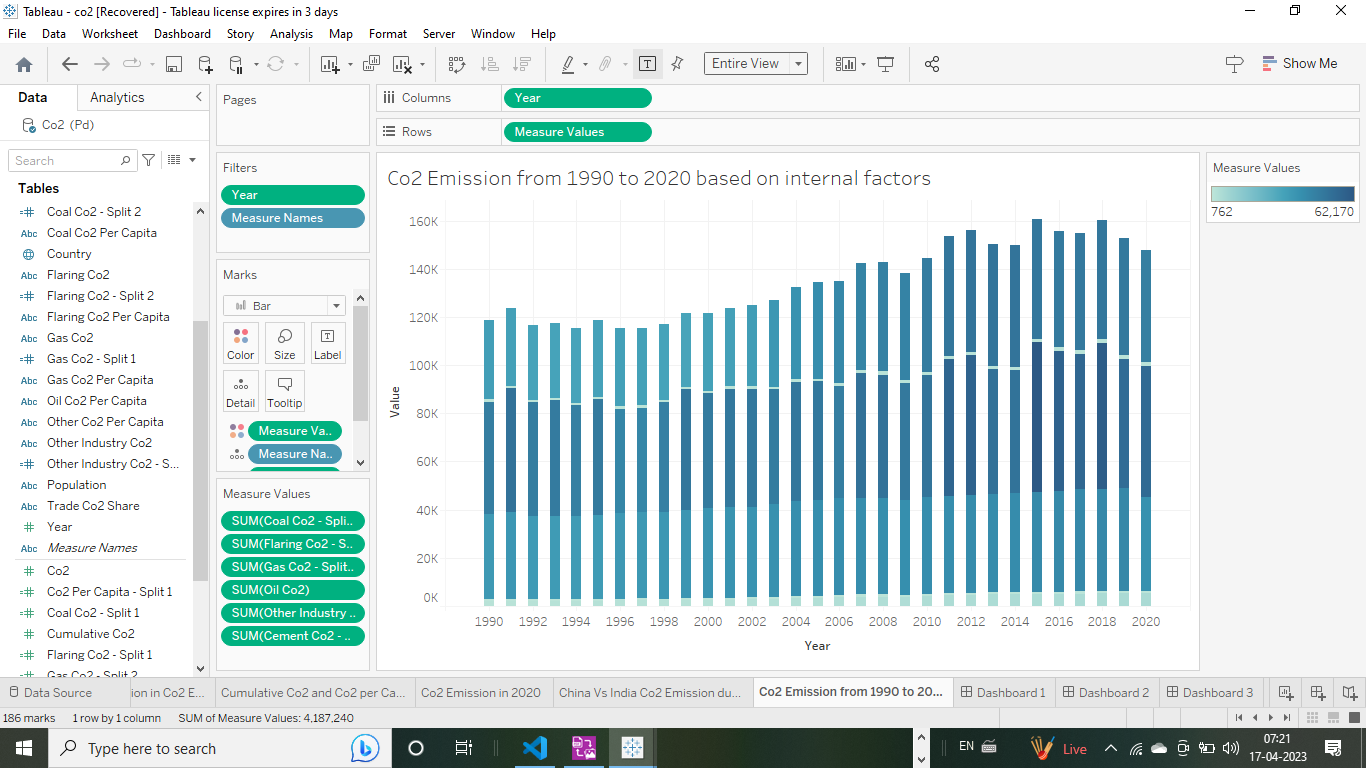 Tableau - co2 [Recovered] - Tableau license expires in 3 days
File Data Worksheet Dashboard Story Analysis Map Format Server Window Help
Entire View
Show Me
Data Analytics
Co2 (Pd)
Search
Tables
Coal Co2 - Split 2
Abc Coal Co2 Per Capita
Country
Abc Flaring Co2
Flaring Co2 - Split 2
Abc Flaring Co2 Per Capita
Abc Gas Co2
Gas Co2 - Split 1
Abc Gas Co2 Per Capita
Abc Oil Co2 Per Capita
Abc Other Co2 Per Capita
Abc Other Industry Co2
Other Industry Co2 - S...
Abc Population
Abc Trade Co2 Share
Year
Abc Measure Names
Co2
Co2 Per Capita - Split 1
Coal Co2 - Split 1
Cumulative Co2
Flaring Co2 - Split 1
Gas Co2 - Split 2
Pages
Filters
Year
Measure Names
Marks
Bar
Color Size Label
Detail Tooltip
Measure Va..
Measure Na..
Measure Values
SUM(Coal Co2 - Spli..
SUM(Flaring Co2 - S..
SUM(Gas Co2 - Split..
SUM(Oil Co2)
SUM(Other Industry ..
SUM(Cement Co2 - ..
Columns Year
Rows Measure Values
Co2 Emission from 1990 to 2020 based on internal factors
160K
140K
120K
100K
80K
60K
40K
20K
0K
Value
1990 1992 1994 1996 1998 2000 2002 2004 2006 2008 2010 2012 2014 2016 2018 2020
Year
Measure Values
762 62,170
Data Source ion in Co2 E... Cumulative Co2 and Co2 per Ca... Co2 Emission in 2020 China Vs India Co2 Emission du... Co2 Emission from 1990 to 20... Dashboard 1 Dashboard 2 Dashboard 3
186 marks 1 row by 1 column SUM of Measure Values: 4,187,240
Type here to search
EN
Live
07:21
17-04-2023